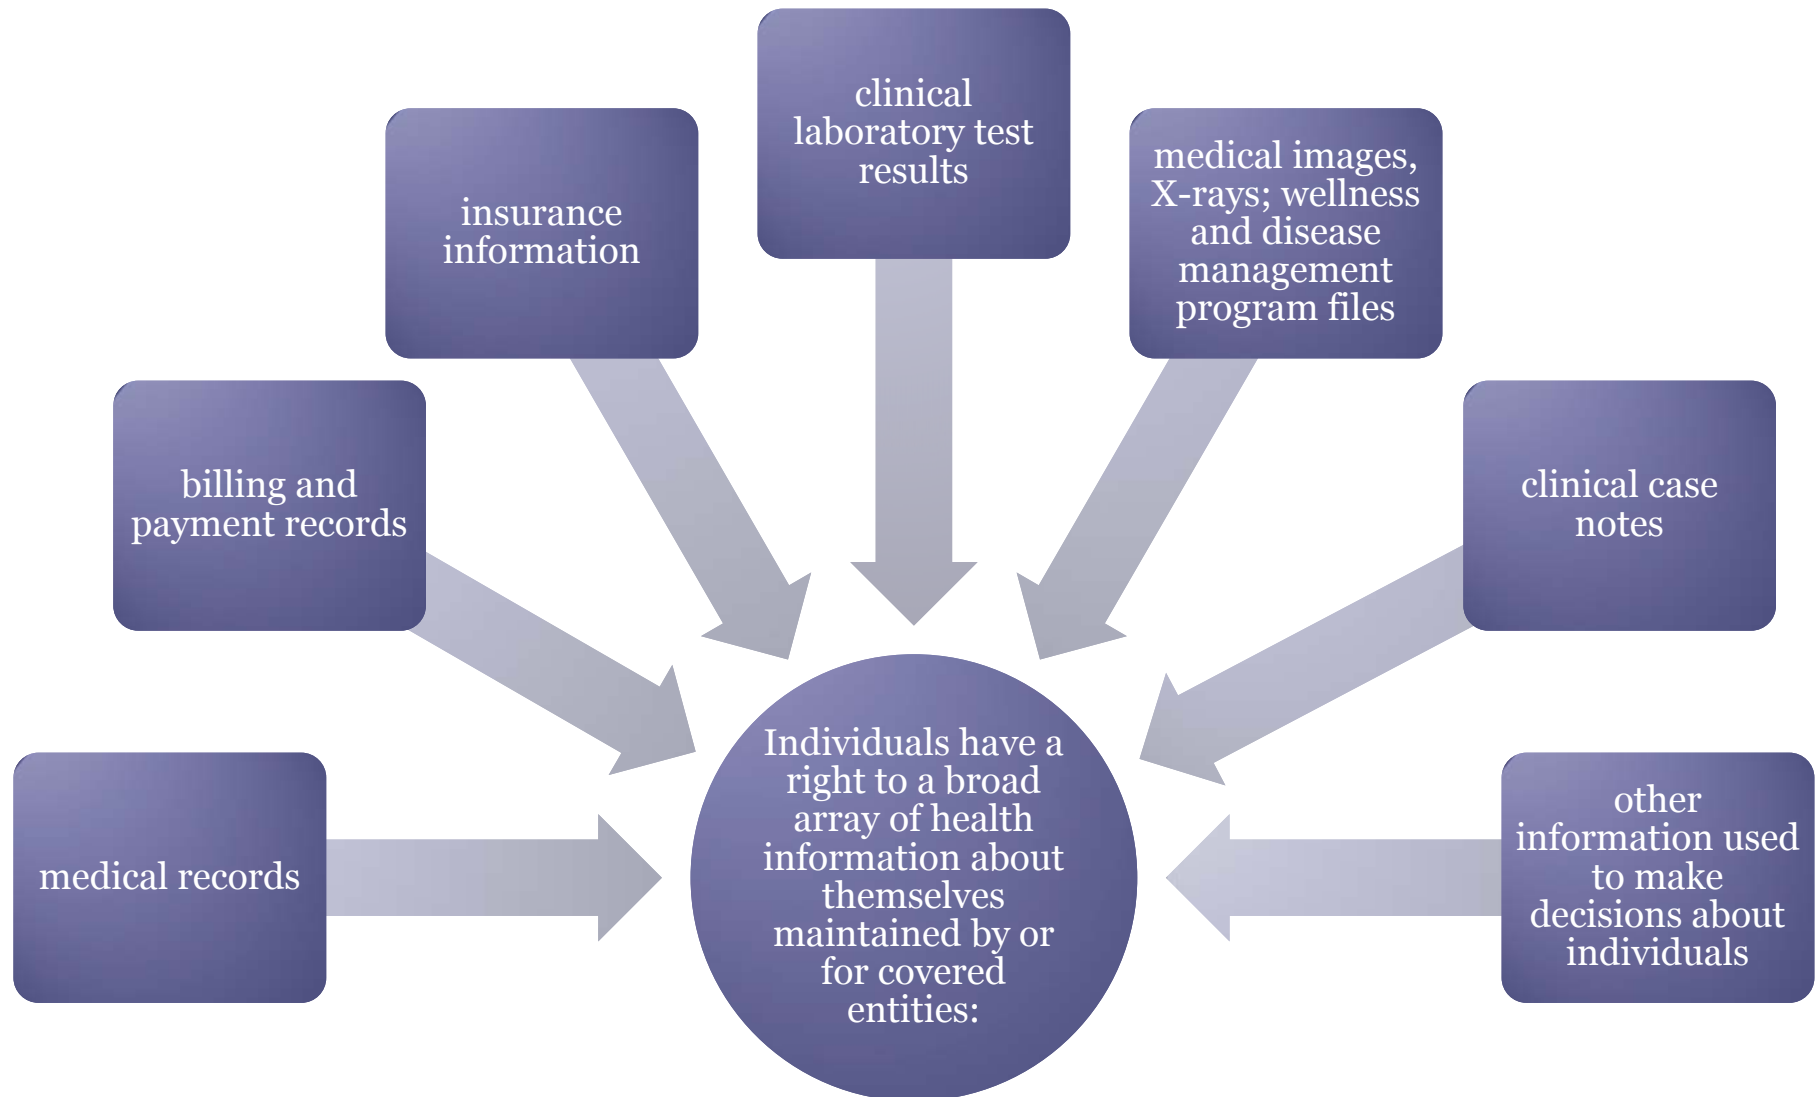 clinical
laboratory test
results
insurance
information
medical images,
X-rays; wellness
and disease
management
program files
billing and
payment records
clinical case
notes
medical records
Individuals have a
right to a broad
array of health
information about
themselves
maintained by or
for covered
entities:
other
information used
to make
decisions about
individuals